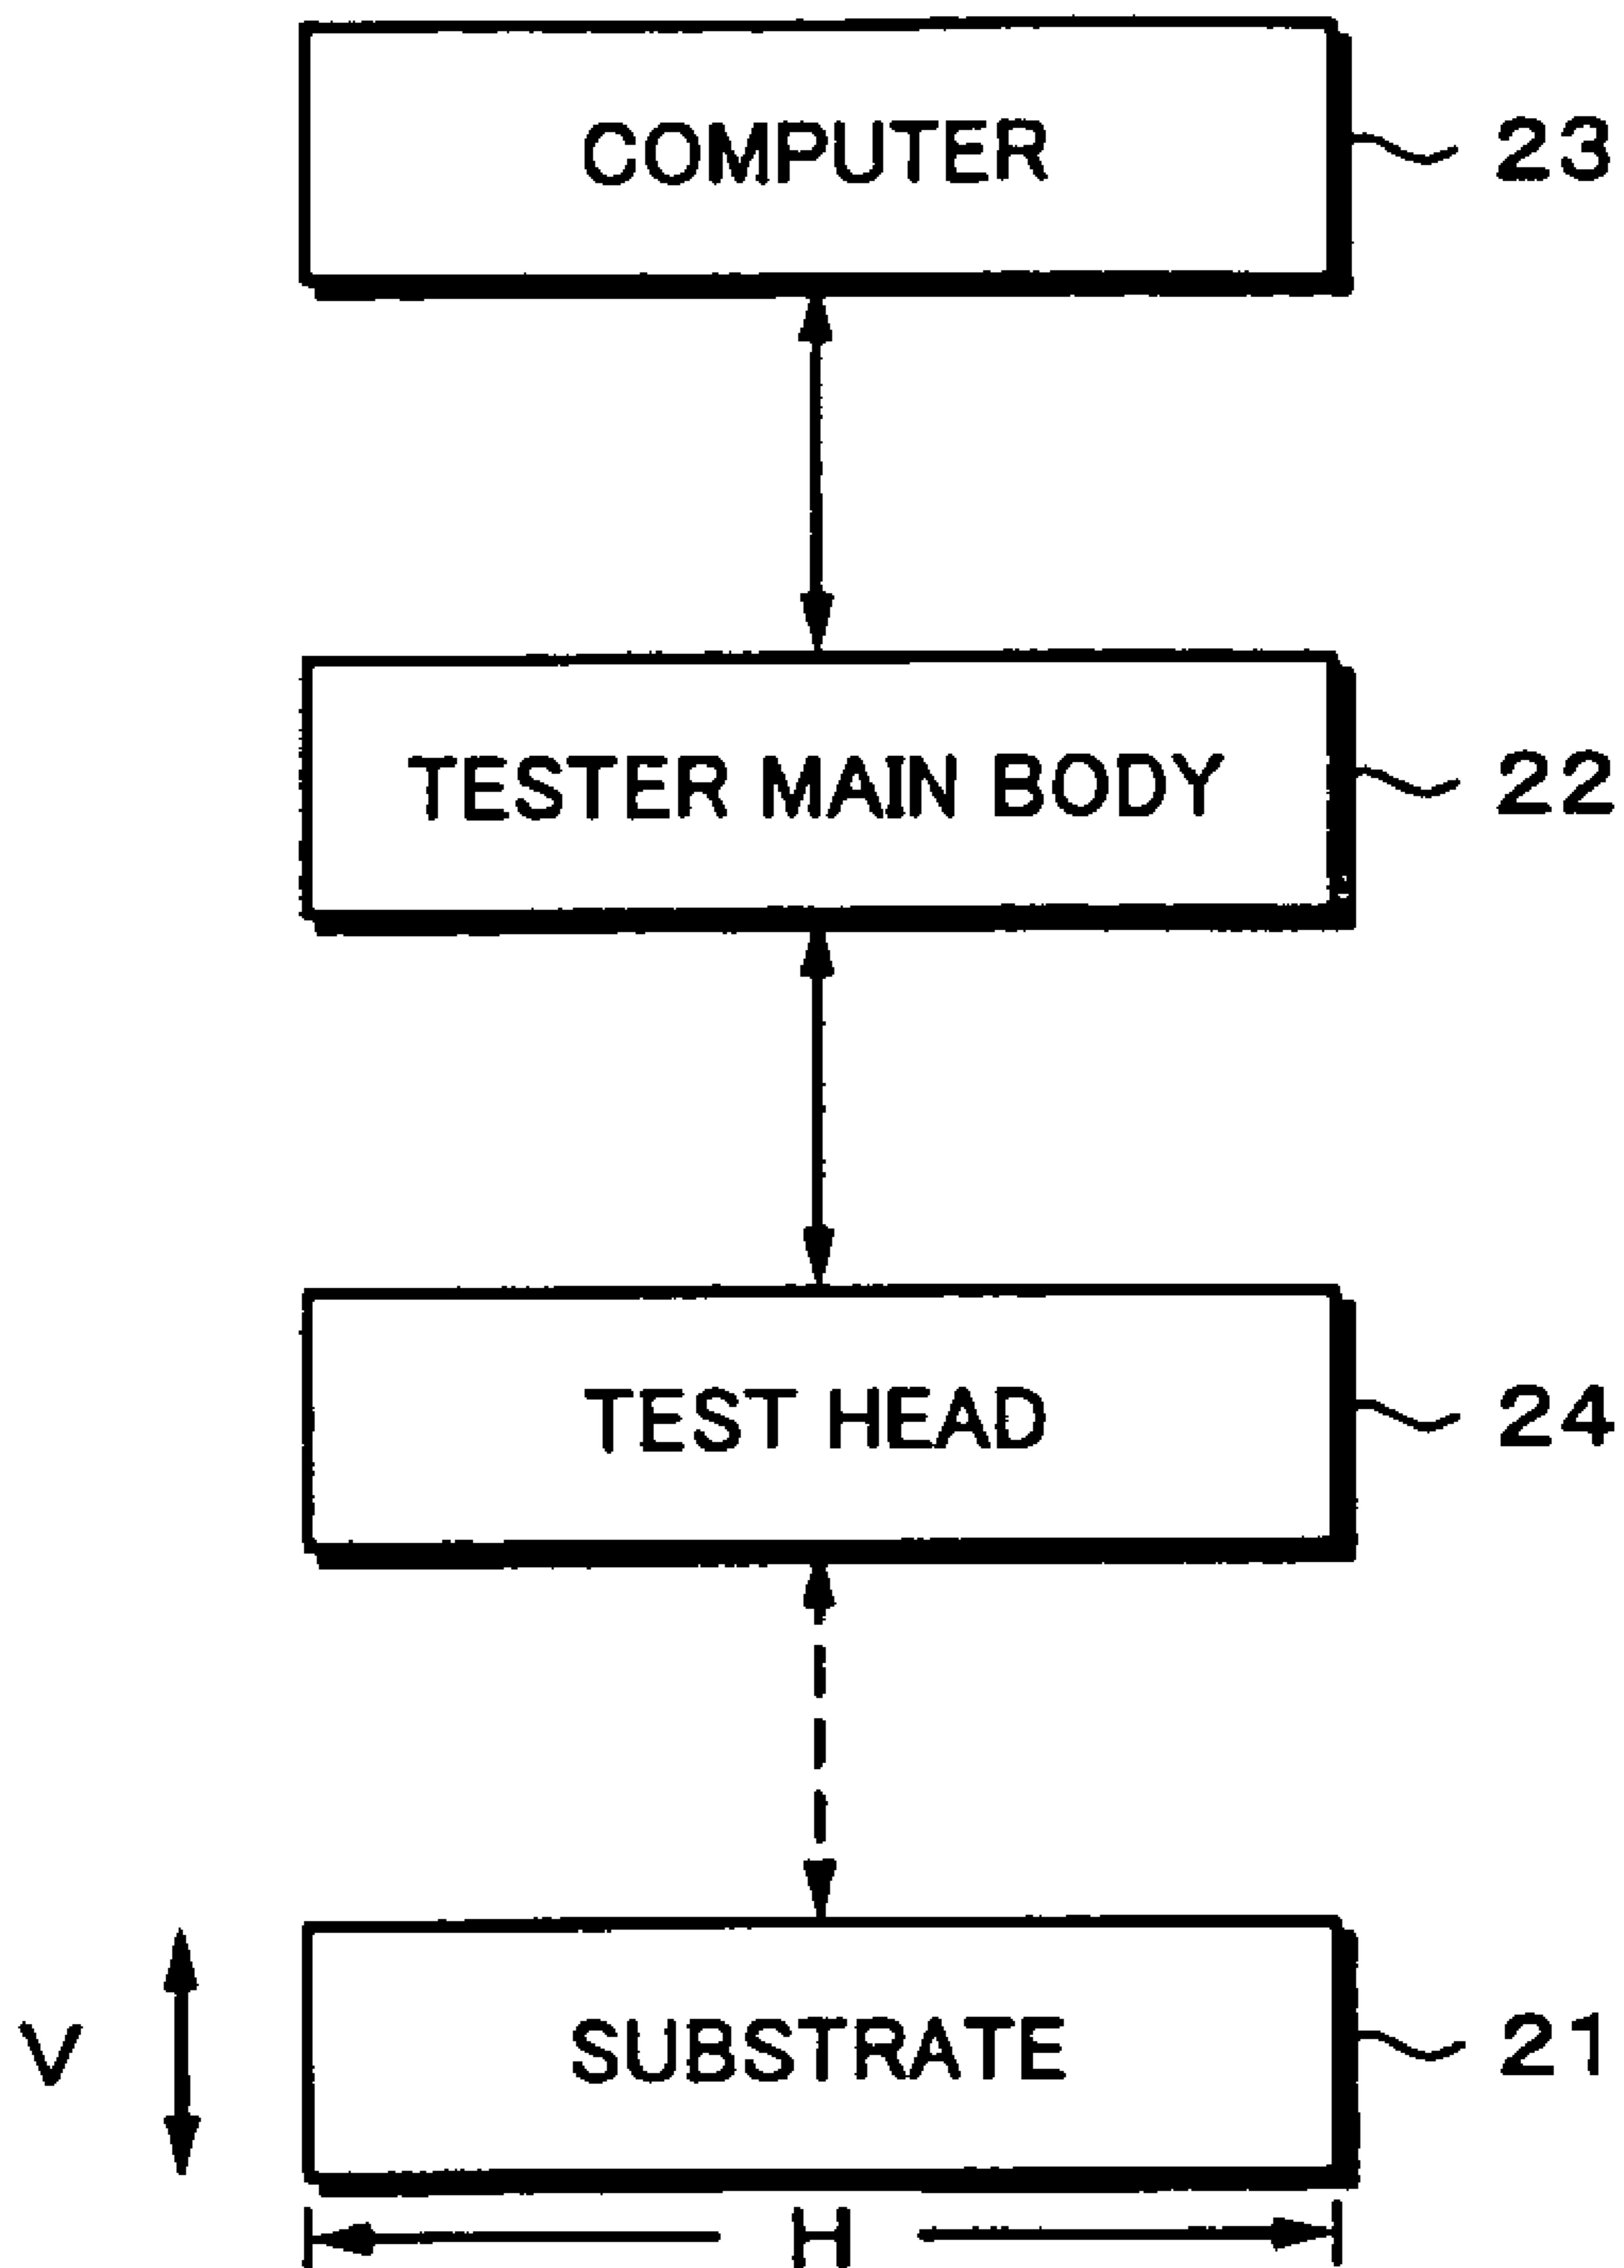 COMPUTER 23
TESTER MAIN BODY 22
TEST HEAD 24
V SUBSTRATE 21
H